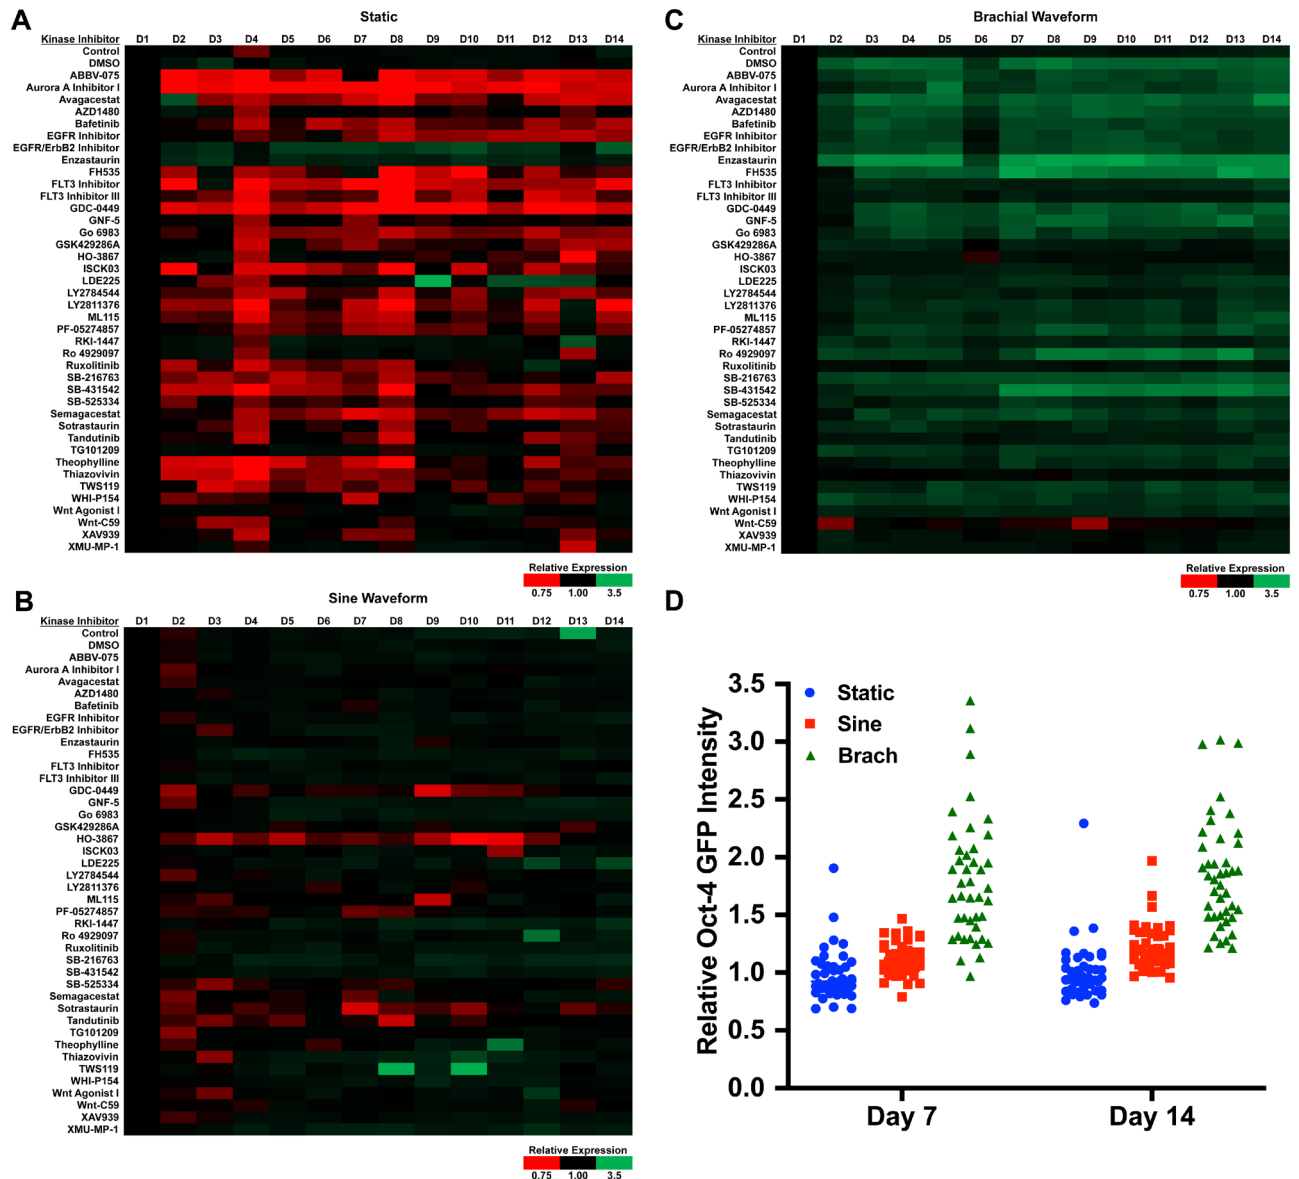 A
Static
Kinase Inhibitor D1 D2 D3 D4 D5 D6 D7 D8 D9 D10 D11 D12 D13 D14
Control
DMSO
ABBV-075
Aurora A Inhibitor I
Avagacestat
AZD1480
Bafetinib
EGFR Inhibitor
EGFR/ErbB2 Inhibitor
Enzastaurin
FH535
FLT3 Inhibitor
FLT3 Inhibitor III
GDC-0449
GNF-5
Go 6983
GSK429286A
HO-3867
ISCK03
LDE225
LY2784544
LY2811376
ML115
PF-05274857
RKI-1447
Ro 4929097
Ruxolitinib
SB-216763
SB-431542
SB-525334
Semagacestat
Sotrastaurin
Tandutinib
TG101209
Theophylline
Thiazovivin
TWS119
WHI-P154
Wnt Agonist I
Wnt-C59
XAV939
XMU-MP-1
Relative Expression
0.75 1.00 3.5
B
Sine Waveform
Kinase Inhibitor D1 D2 D3 D4 D5 D6 D7 D8 D9 D10 D11 D12 D13 D14
Control
DMSO
ABBV-075
Aurora A Inhibitor I
Avagacestat
AZD1480
Bafetinib
EGFR Inhibitor
EGFR/ErbB2 Inhibitor
Enzastaurin
FH535
FLT3 Inhibitor
FLT3 Inhibitor III
GDC-0449
GNF-5
Go 6983
GSK429286A
HO-3867
ISCK03
LDE225
LY2784544
LY2811376
ML115
PF-05274857
RKI-1447
Ro 4929097
Ruxolitinib
SB-216763
SB-431542
SB-525334
Semagacestat
Sotrastaurin
Tandutinib
TG101209
Theophylline
Thiazovivin
TWS119
WHI-P154
Wnt Agonist I
Wnt-C59
XAV939
XMU-MP-1
Relative Expression
0.75 1.00 3.5
C
Brachial Waveform
Kinase Inhibitor D1 D2 D3 D4 D5 D6 D7 D8 D9 D10 D11 D12 D13 D14
Control
DMSO
ABBV-075
Aurora A Inhibitor I
Avagacestat
AZD1480
Bafetinib
EGFR Inhibitor
EGFR/ErbB2 Inhibitor
Enzastaurin
FH535
FLT3 Inhibitor
FLT3 Inhibitor III
GDC-0449
GNF-5
Go 6983
GSK429286A
HO-3867
ISCK03
LDE225
LY2784544
LY2811376
ML115
PF-05274857
RKI-1447
Ro 4929097
Ruxolitinib
SB-216763
SB-431542
SB-525334
Semagacestat
Sotrastaurin
Tandutinib
TG101209
Theophylline
Thiazovivin
TWS119
WHI-P154
Wnt Agonist I
Wnt-C59
XAV939
XMU-MP-1
Relative Expression
0.75 1.00 3.5
D
Relative Oct-4 GFP Intensity
3.5
3.0
2.5
2.0
1.5
1.0
0.5
0.0
Static
Sine
Brach
Day 7 Day 14